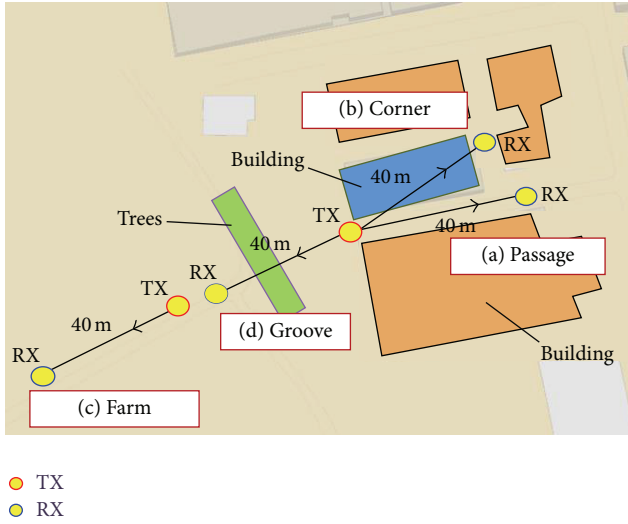 (b) Corner
RX
Building
40 m
TX
RX
40 m
Trees
40 m
(a) Passage
RX
TX
40 m
(d) Groove
RX
Building
(c) Farm
TX
RX